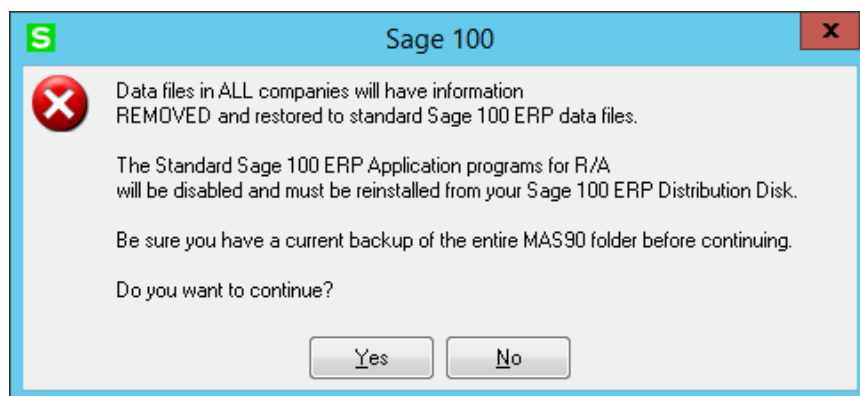 S
Sage 100
x
Data files in ALL companies will have information
REMOVED and restored to standard Sage 100 ERP data files.
The Standard Sage 100 ERP Application programs for R/A
will be disabled and must be reinstalled from your Sage 100 ERP Distribution Disk.
Be sure you have a current backup of the entire MAS90 folder before continuing.
Do you want to continue?
Yes
No